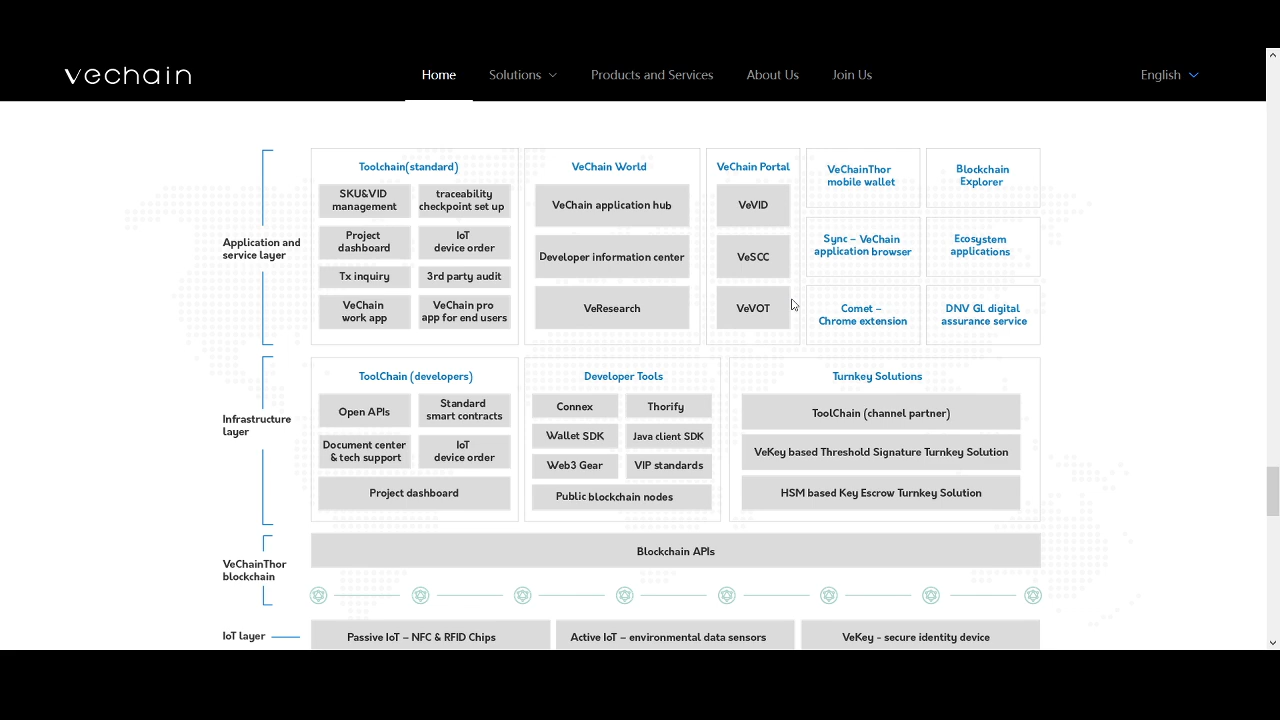 vechain
Home
Solutions
Products and Services
About Us
Join Us
English
Application and
service layer
Toolchain(standard)
SKU&VID
management
traceability
checkpoint set up
Project
dashboard
IoT
device order
Tx inquiry
3rd party audit
VeChain
work app
VeChain pro
app for end users
VeChain World
VeChain application hub
Developer information center
VeResearch
VeChain Portal
VeVID
VeSCC
VeVOT
VeChainThor
mobile wallet
Blockchain
Explorer
Sync – VeChain
application browser
Ecosystem
applications
Comet –
Chrome extension
DNV GL digital
assurance service
Infrastructure
layer
ToolChain (developers)
Open APIs
Standard
smart contracts
Document center
& tech support
IoT
device order
Project dashboard
Developer Tools
Connex
Thorify
Wallet SDK
Java client SDK
Web3 Gear
VIP standards
Public blockchain nodes
Turnkey Solutions
ToolChain (channel partner)
VeKey based Threshold Signature Turnkey Solution
HSM based Key Escrow Turnkey Solution
VeChainThor
blockchain
Blockchain APIs
IoT layer
Passive IoT – NFC & RFID Chips
Active IoT – environmental data sensors
VeKey - secure identity device